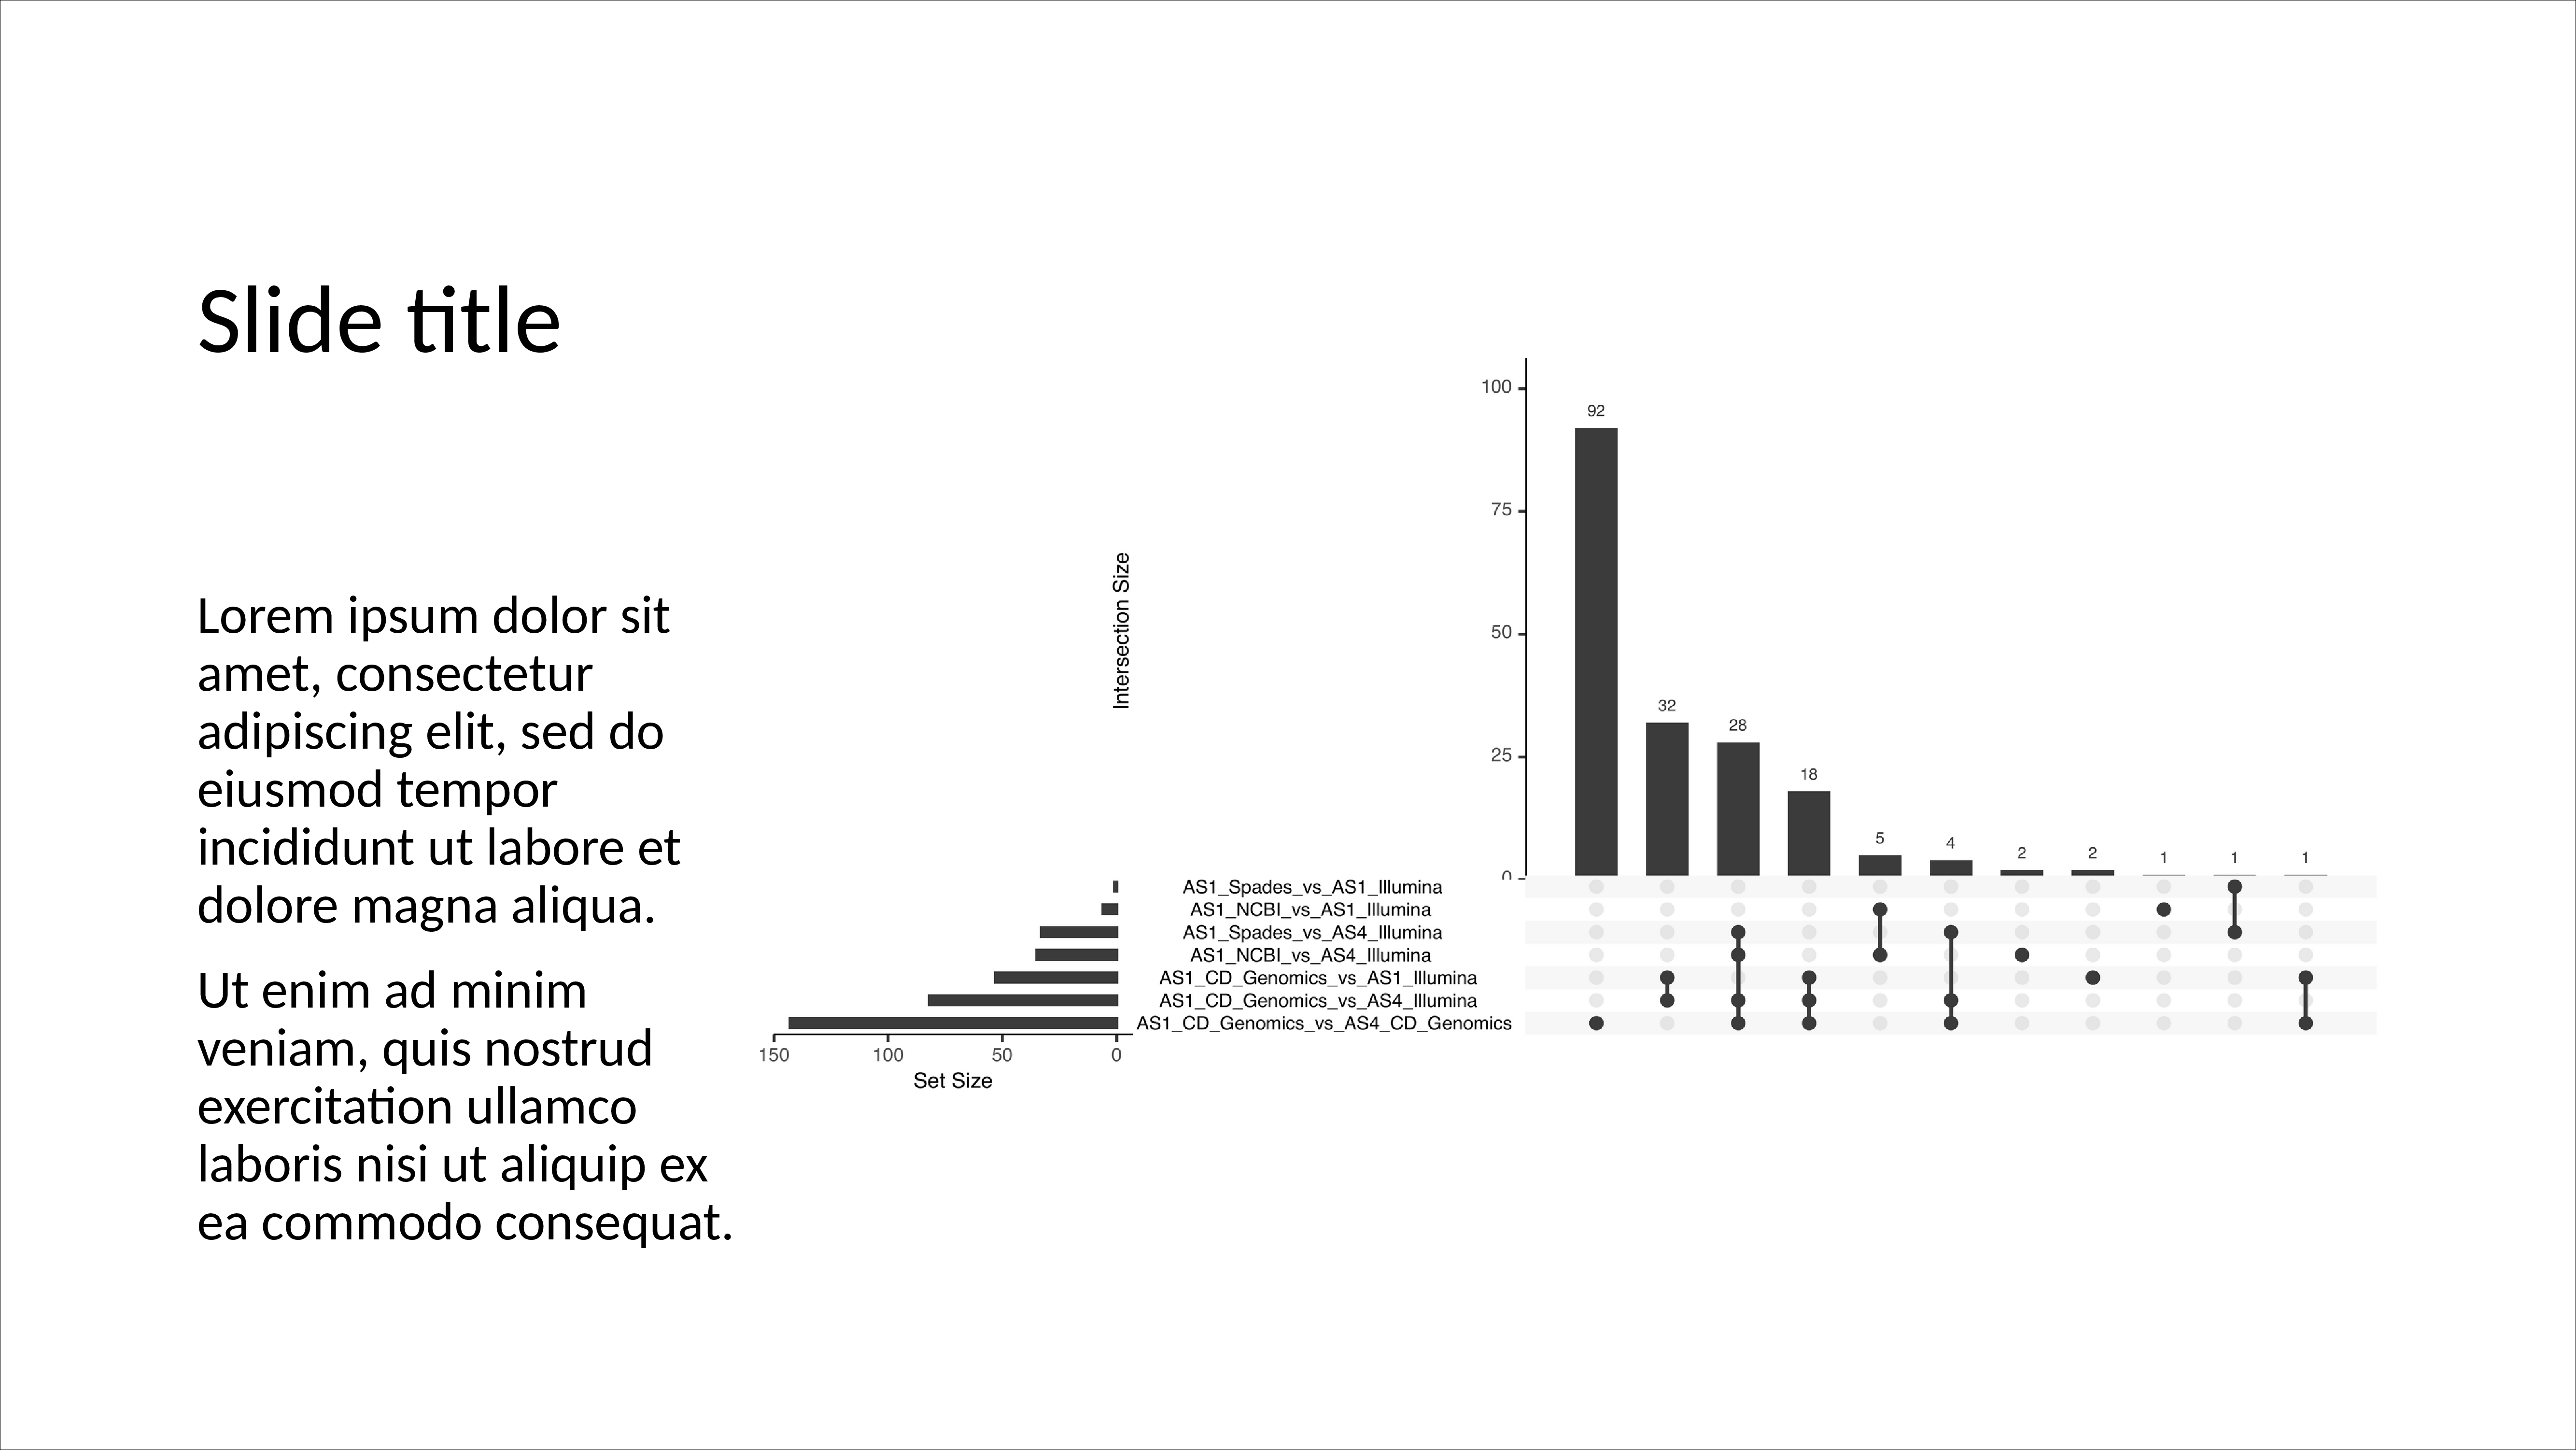 Slide title
Lorem ipsum dolor sit
amet, consectetur
adipiscing elit, sed do
eiusmod tempor
incididunt ut labore et
dolore magna aliqua.
Ut enim ad minim
veniam, quis nostrud
exercitation ullamco
laboris nisi ut aliquip ex
ea commodo consequat.
Intersection Size
100
75
50
25
0
92
32
28
18
5
4
2
2
1
1
1
AS1_Spades_vs_AS1_Illumina
AS1_NCBI_vs_AS1_Illumina
AS1_Spades_vs_AS4_Illumina
AS1_NCBI_vs_AS4_Illumina
AS1_CD_Genomics_vs_AS1_Illumina
AS1_CD_Genomics_vs_AS4_Illumina
AS1_CD_Genomics_vs_AS4_CD_Genomics
150 100 50 0
Set Size